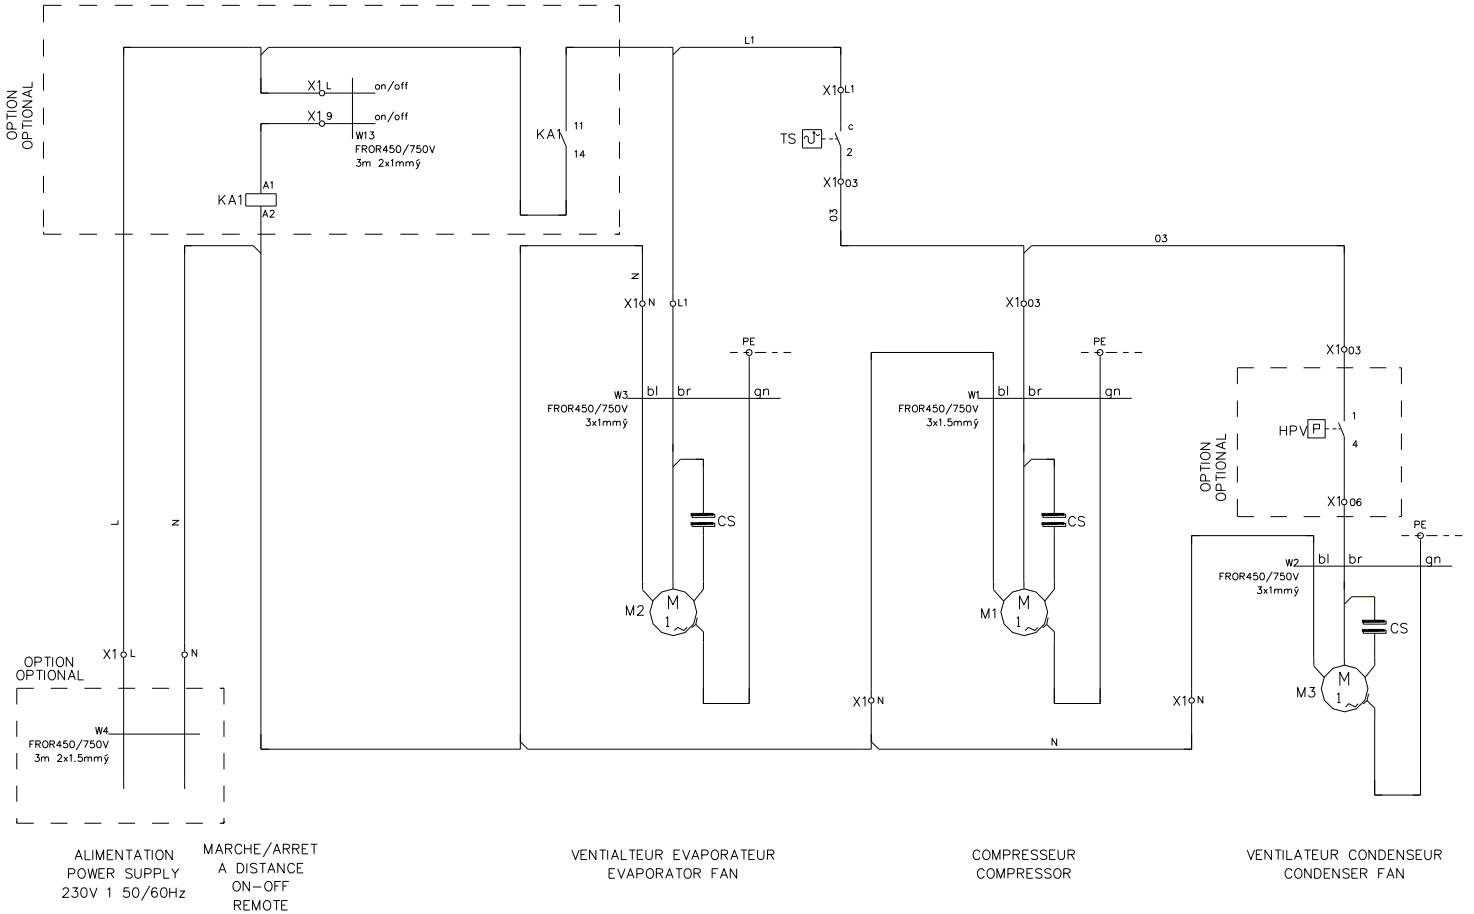 OPTION
OPTIONAL
X1 L
on/off
X1 9
on/off
W13
FROR450/750V
3m 2x1mmý
KA1
A1
A2
KA1
11
14
L1
X1 L1
TS
c
2
X1 03
03
03
N
X1 N
L1
X1 03
X1 03
PE
W3
bl
br
gn
FROR450/750V
3x1mmý
PE
W1
bl
br
gn
FROR450/750V
3x1.5mmý
OPTION
OPTIONAL
HPV
P
1
4
X1 06
CS
CS
L
N
PE
W2
bl
br
gn
FROR450/750V
3x1mmý
M2
M
1
M1
M
1
CS
M3
M
1
X1 L
N
OPTION
OPTIONAL
W4
FROR450/750V
3m 2x1.5mmý
X1 N
X1 N
N
ALIMENTATION
POWER SUPPLY
230V 1 50/60Hz
MARCHE/ARRET
A DISTANCE
ON-OFF
REMOTE
VENTIALTEUR EVAPORATEUR
EVAPORATOR FAN
COMPRESSEUR
COMPRESSOR
VENTILATEUR CONDENSEUR
CONDENSER FAN